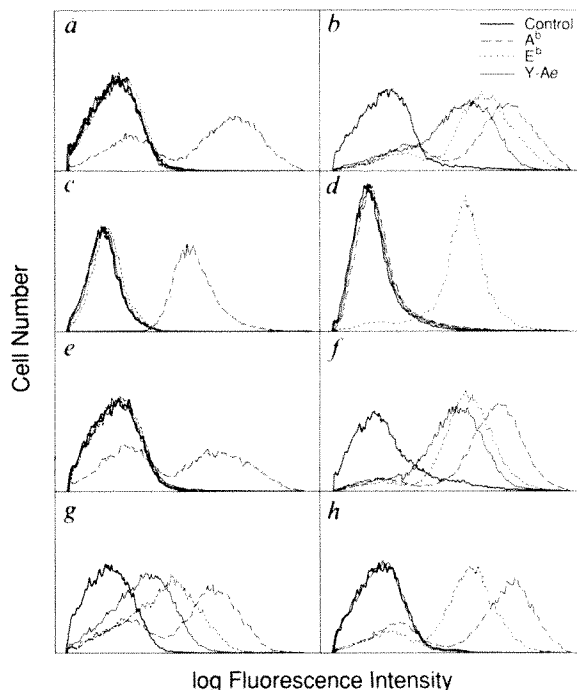 a
b
Control
A^b
E^b
Y-Ae
c
d
e
f
g
h
Cell Number
log Fluorescence Intensity